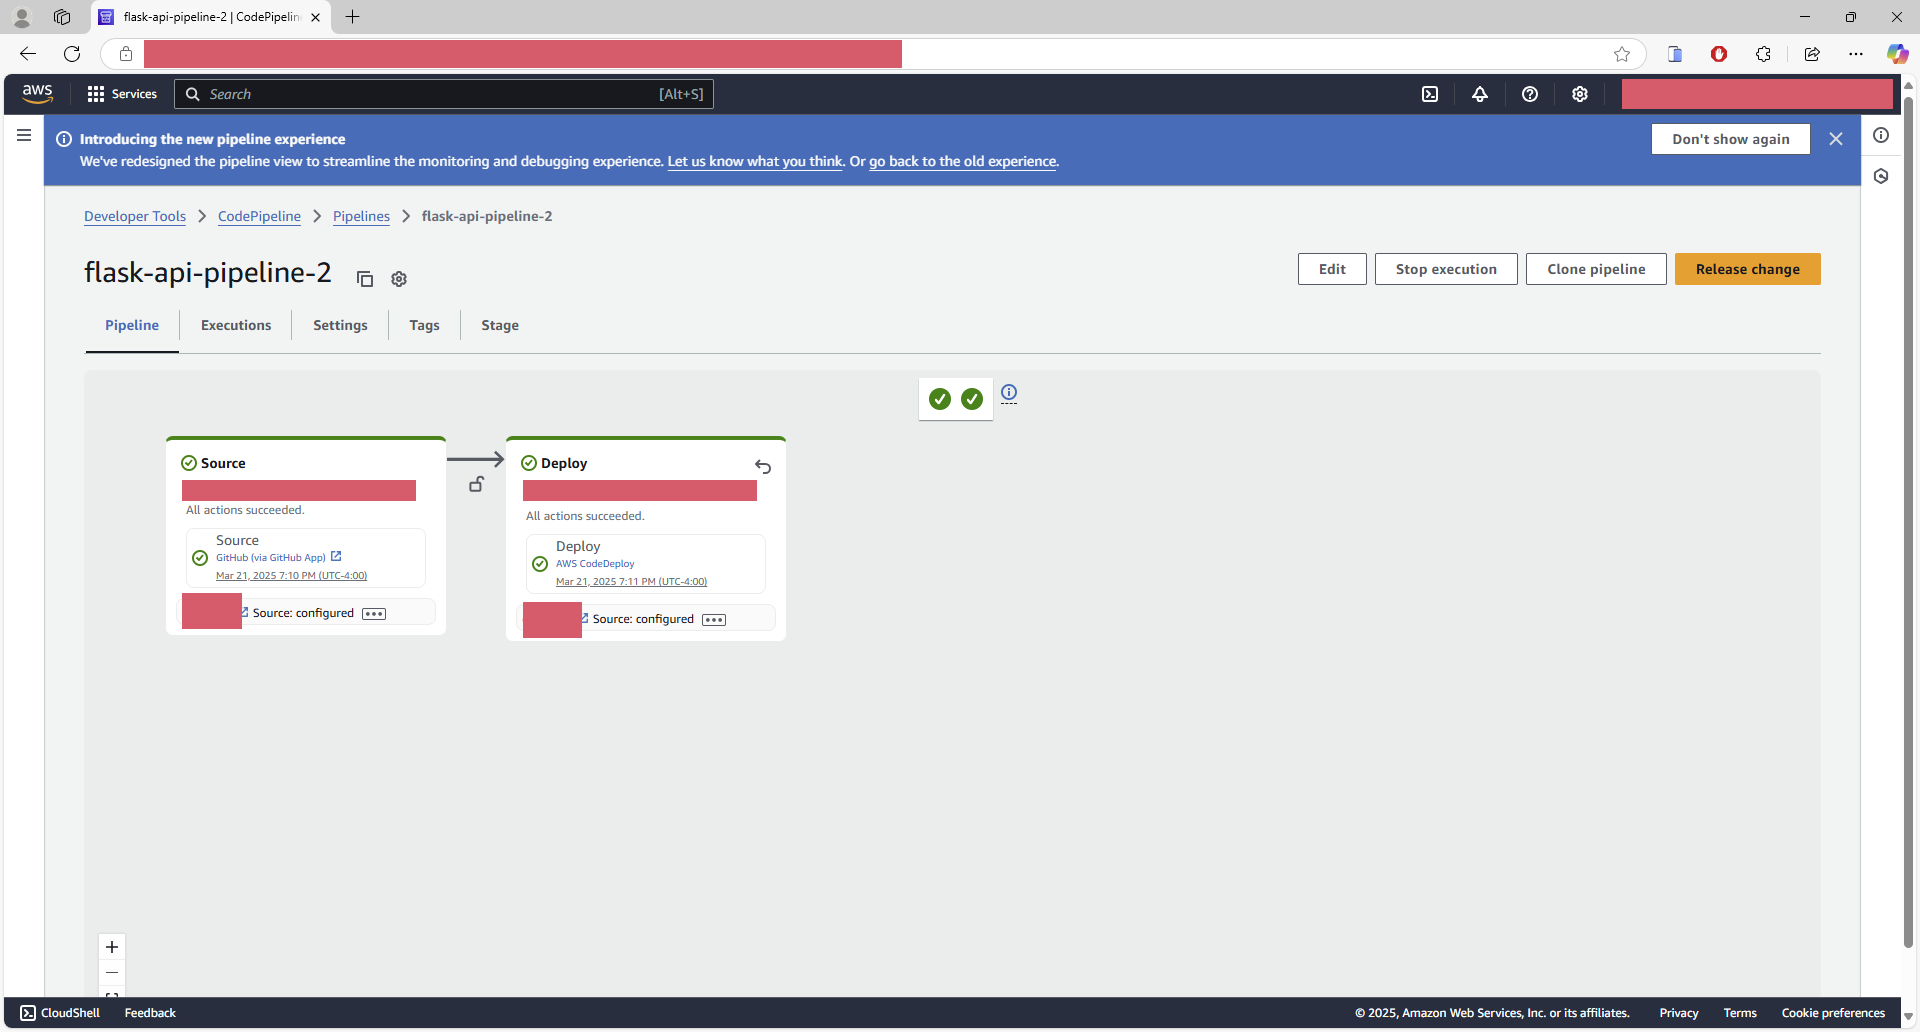 flask-api-pipeline-2 | CodePipelin
aws
Services
Search
[Alt+S]
Introducing the new pipeline experience
We've redesigned the pipeline view to streamline the monitoring and debugging experience. Let us know what you think. Or go back to the old experience.
Don't show again
Developer Tools
CodePipeline
Pipelines
flask-api-pipeline-2
flask-api-pipeline-2
Edit
Stop execution
Clone pipeline
Release change
Pipeline
Executions
Settings
Tags
Stage
Source
All actions succeeded.
Source
GitHub (via GitHub App)
Mar 21, 2025 7:10 PM (UTC-4:00)
Source: configured
Deploy
All actions succeeded.
Deploy
AWS CodeDeploy
Mar 21, 2025 7:11 PM (UTC-4:00)
Source: configured
CloudShell
Feedback
© 2025, Amazon Web Services, Inc. or its affiliates.
Privacy
Terms
Cookie preferences